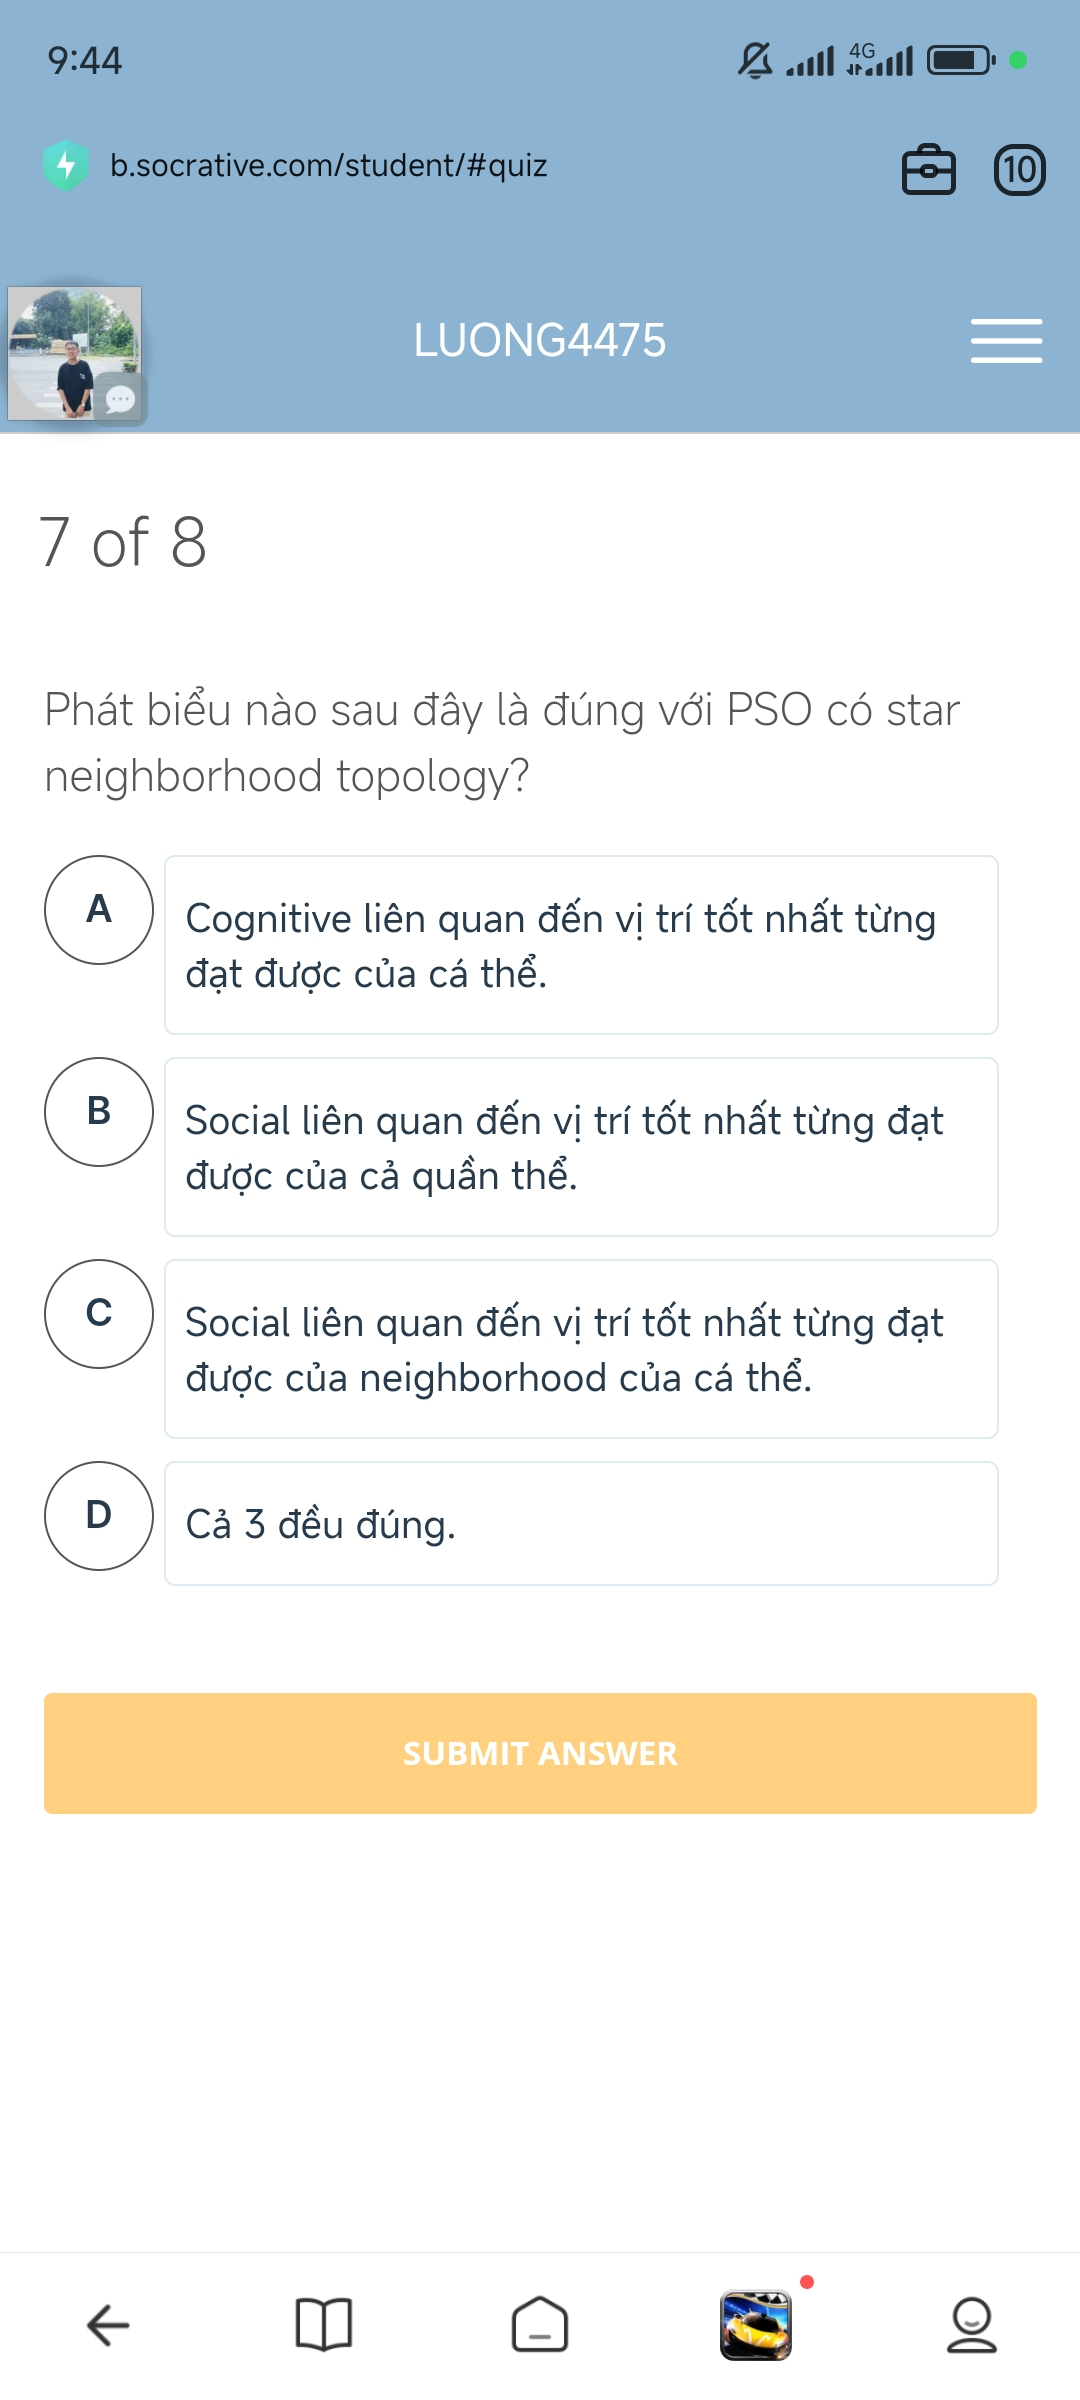 9:44
4G
b.socrative.com/student/#quiz
10
LUONG4475
7 of 8
Phát biểu nào sau đây là đúng với PSO có star
neighborhood topology?
A
Cognitive liên quan đến vị trí tốt nhất từng
đạt được của cá thể.
B
Social liên quan đến vị trí tốt nhất từng đạt
được của cả quần thể.
C
Social liên quan đến vị trí tốt nhất từng đạt
được của neighborhood của cá thể.
D
Cả 3 đều đúng.
SUBMIT ANSWER